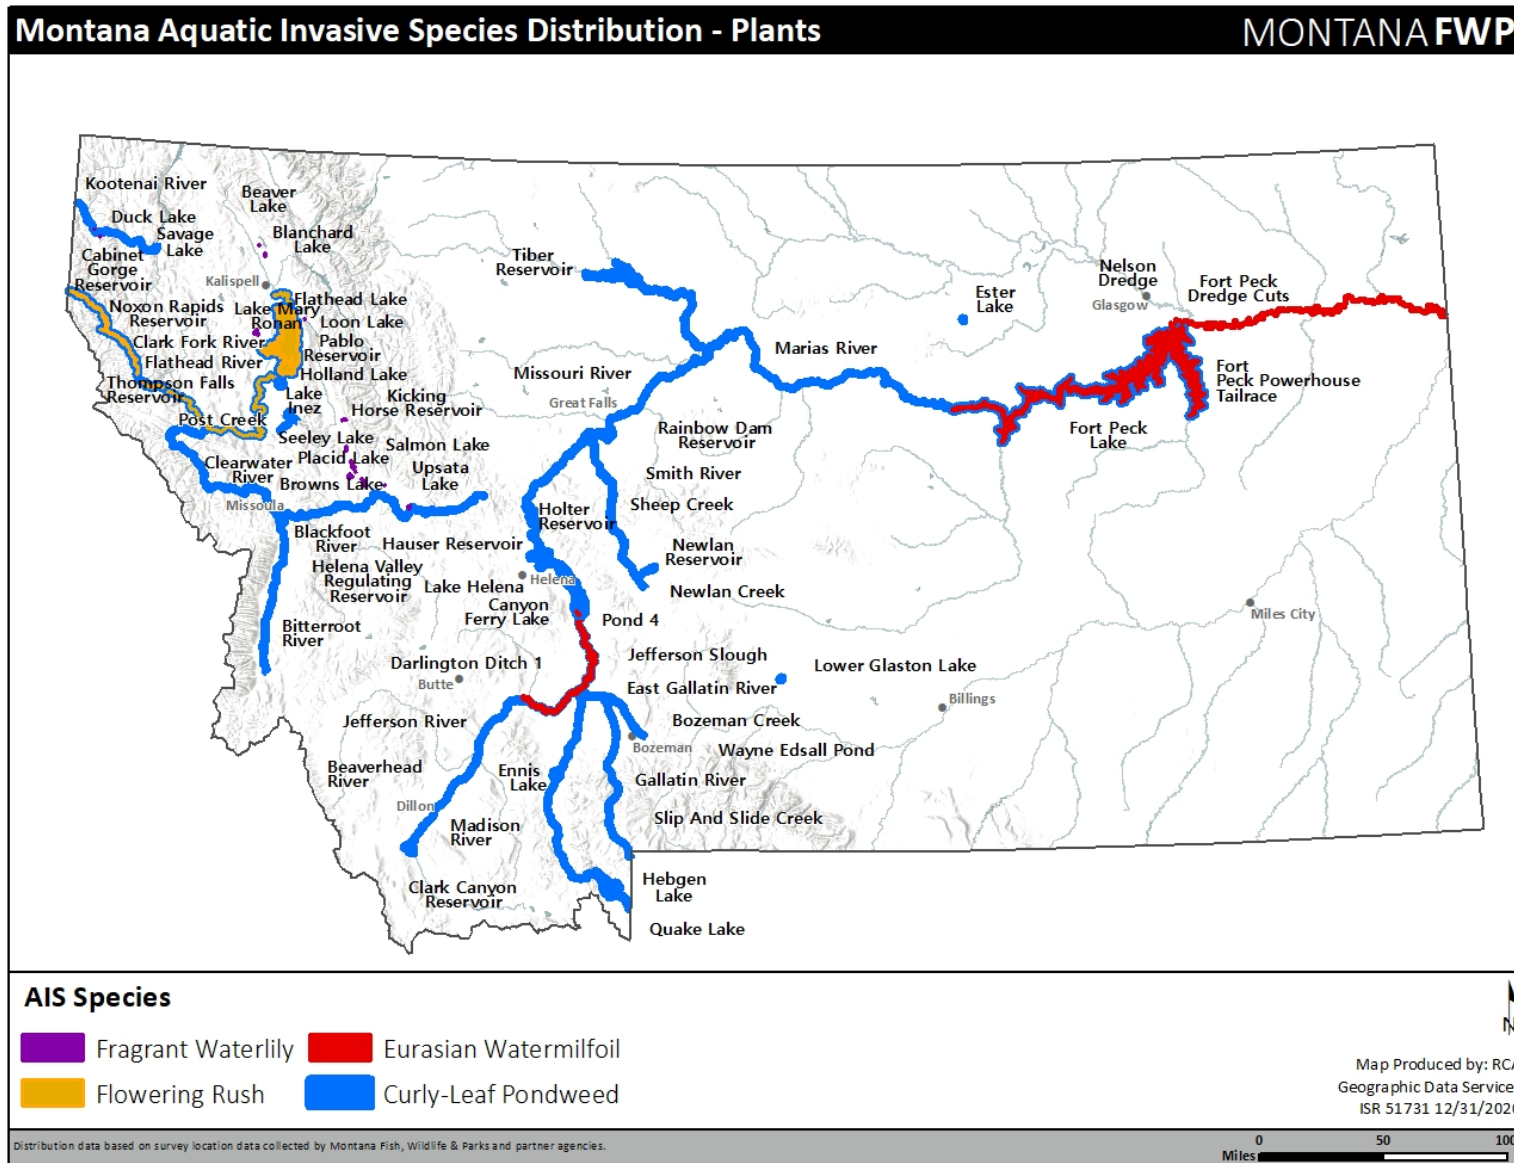 Montana Aquatic Invasive Species Distribution - Plants
MONTANA FWP
Kootenai River
Beaver
Lake
Duck Lake
Savage
Lake
Blanchard
Lake
Cabinet
Gorge
Reservoir
Kalispell
Tiber
Reservoir
Noxon Rapids
Reservoir
Lake Mary
Ronan
Flathead Lake
Loon Lake
Clark Fork River
Pablo
Reservoir
Flathead River
Holland Lake
Thompson Falls
Reservoir
Lake
Inez
Kicking
Horse Reservoir
Post Creek
Seeley Lake
Salmon Lake
Placid Lake
Clearwater
River
Browns Lake
Upsata
Lake
Missoula
Blackfoot
River
Hauser Reservoir
Helena Valley
Regulating
Reservoir
Lake Helena
Helena
Canyon
Ferry Lake
Bitterroot
River
Darlington Ditch 1
Butte
Jefferson River
Beaverhead
River
Ennis
Lake
Dillon
Madison
River
Clark Canyon
Reservoir
Missouri River
Great Falls
Marias River
Rainbow Dam
Reservoir
Smith River
Holter
Reservoir
Sheep Creek
Newlan
Reservoir
Newlan Creek
Pond 4
Jefferson Slough
East Gallatin River
Lower Glaston Lake
Billings
Bozeman Creek
Bozeman
Wayne Edsall Pond
Gallatin River
Slip And Slide Creek
Hebgen
Lake
Quake Lake
Ester
Lake
Nelson
Dredge
Glasgow
Fort Peck
Dredge Cuts
Fort
Peck Powerhouse
Tailrace
Fort Peck
Lake
Miles City
AIS Species
Fragrant Waterlily
Eurasian Watermilfoil
Flowering Rush
Curly-Leaf Pondweed
N
Map Produced by: RCA
Geographic Data Service
ISR 51731 12/31/2020
Distribution data based on survey location data collected by Montana Fish, Wildlife & Parks and partner agencies.
0 50 100
Miles